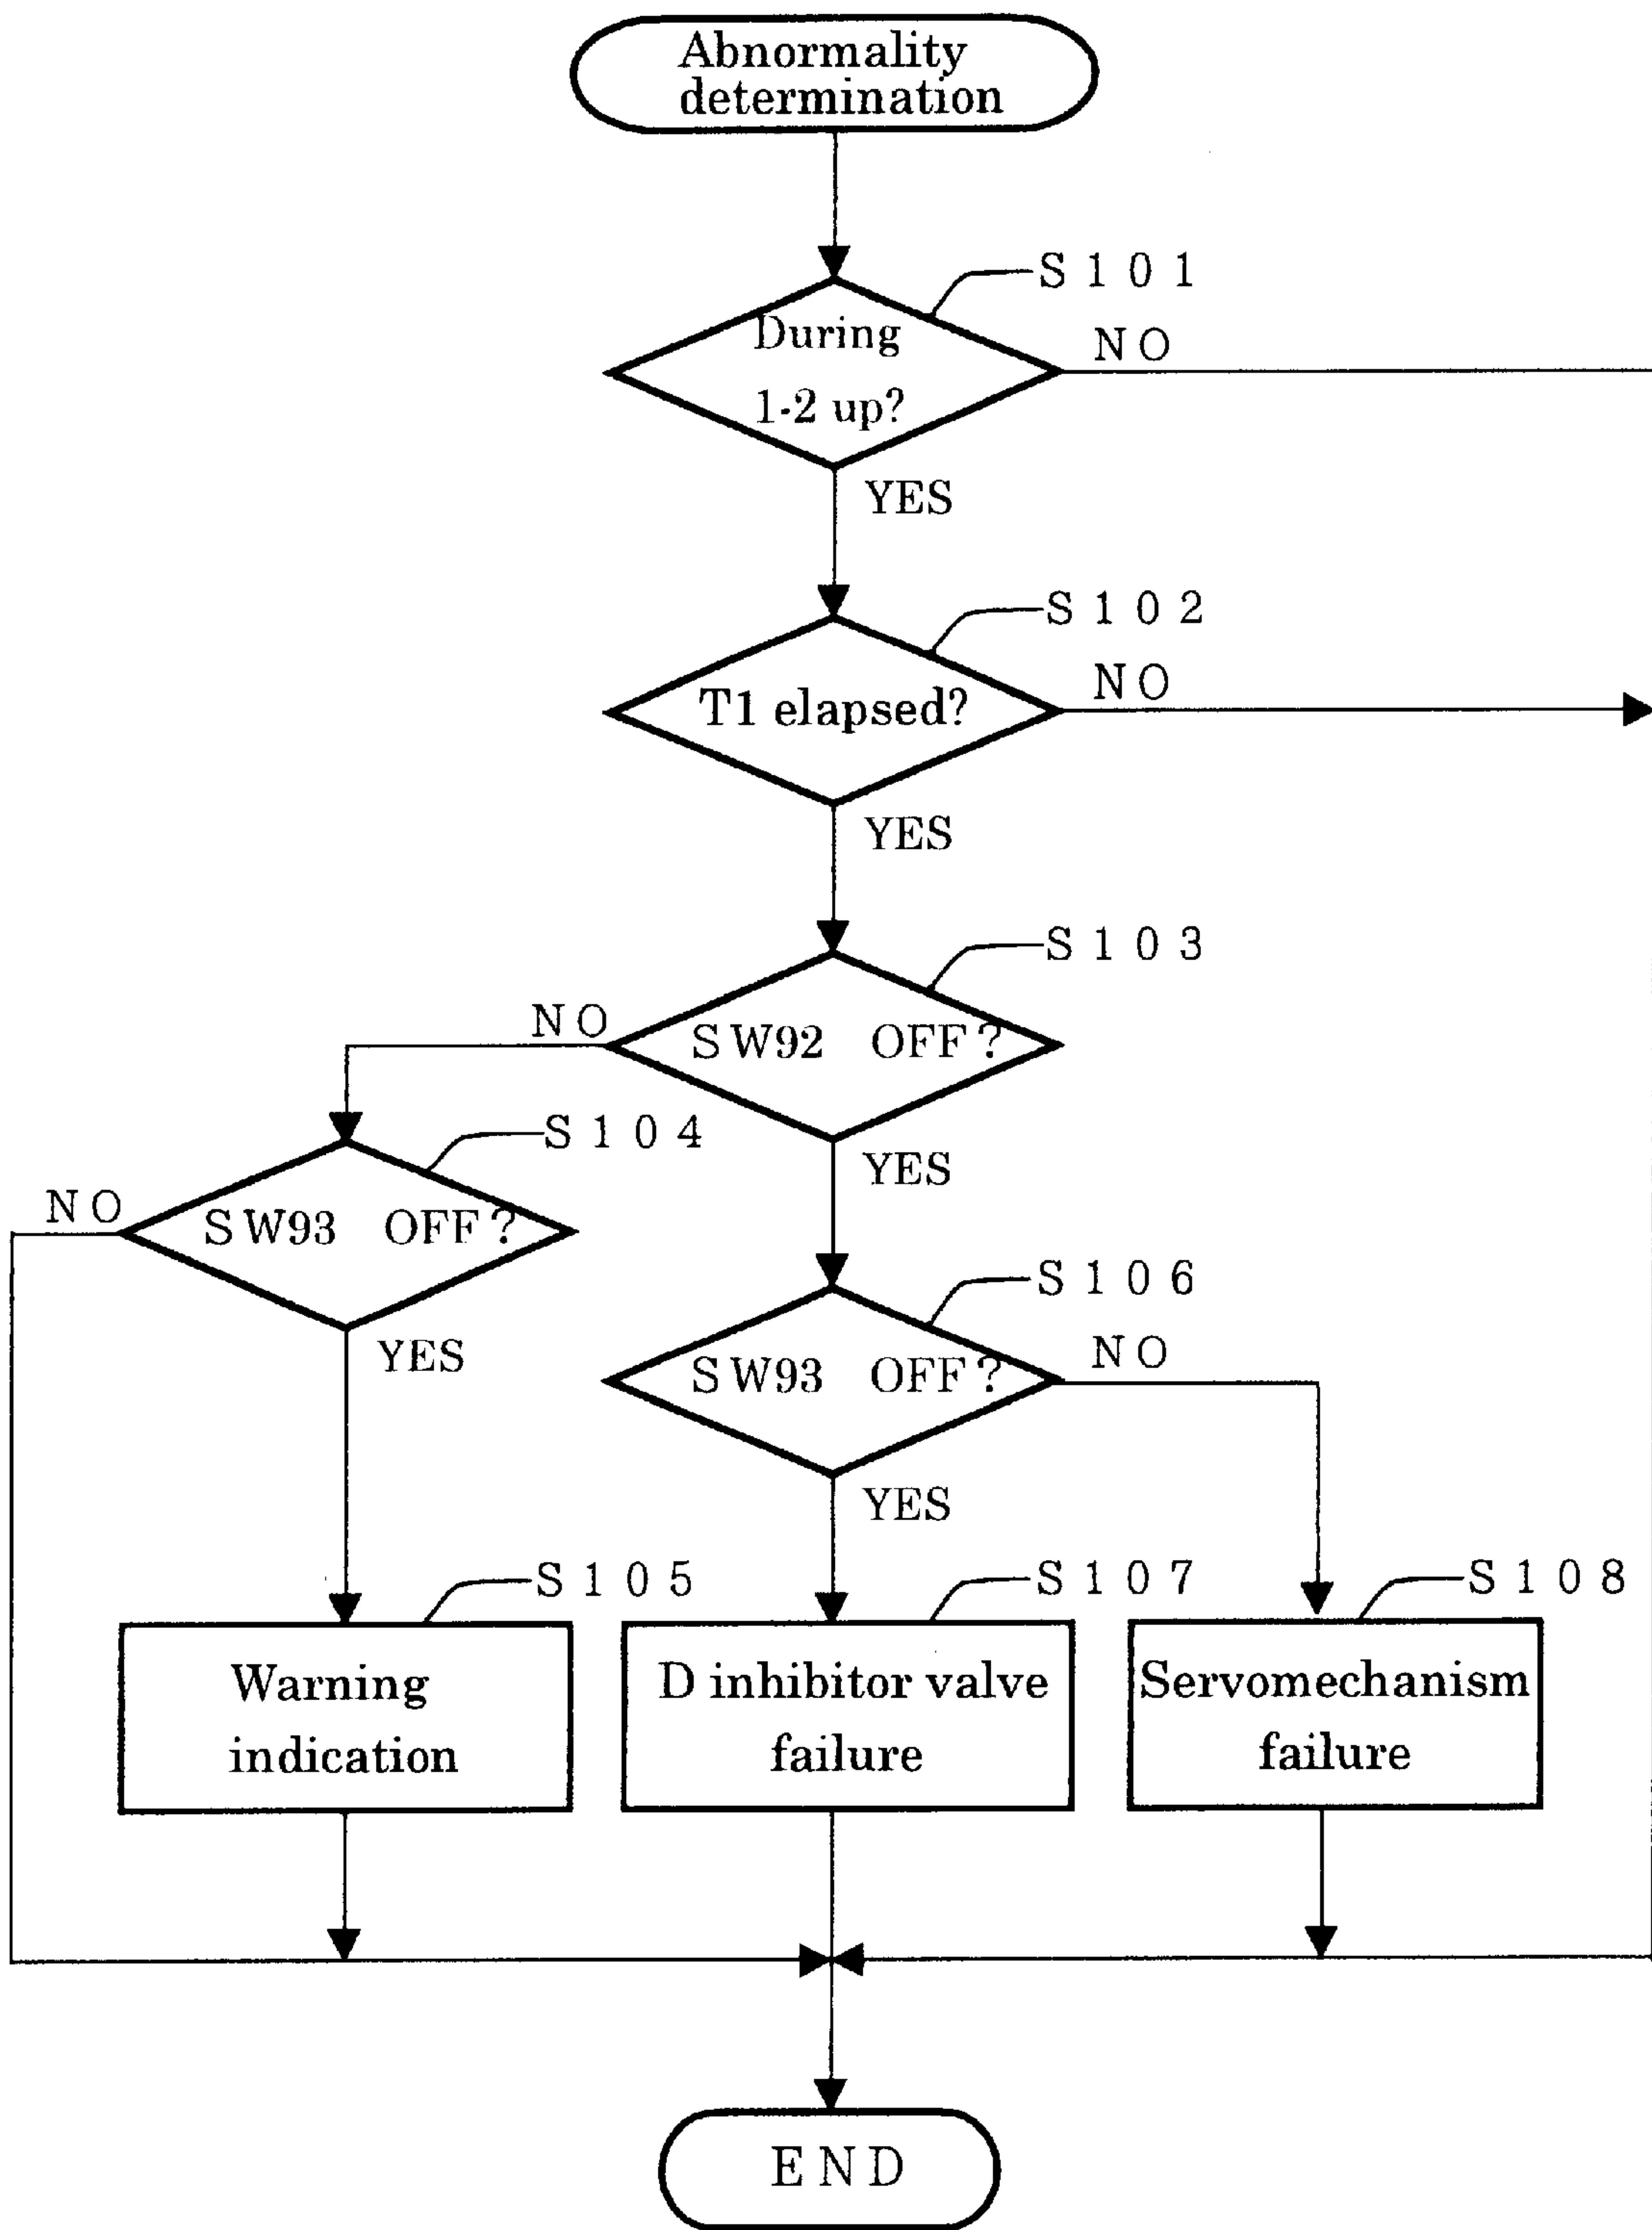 Abnormality
determination
S101
During
1-2 up?
NO
YES
S102
T1 elapsed?
NO
YES
S103
NO
SW92 OFF?
YES
S104
NO
SW93 OFF?
YES
S106
SW93 OFF?
NO
YES
S105
Warning
indication
S107
D inhibitor valve
failure
S108
Servomechanism
failure
END